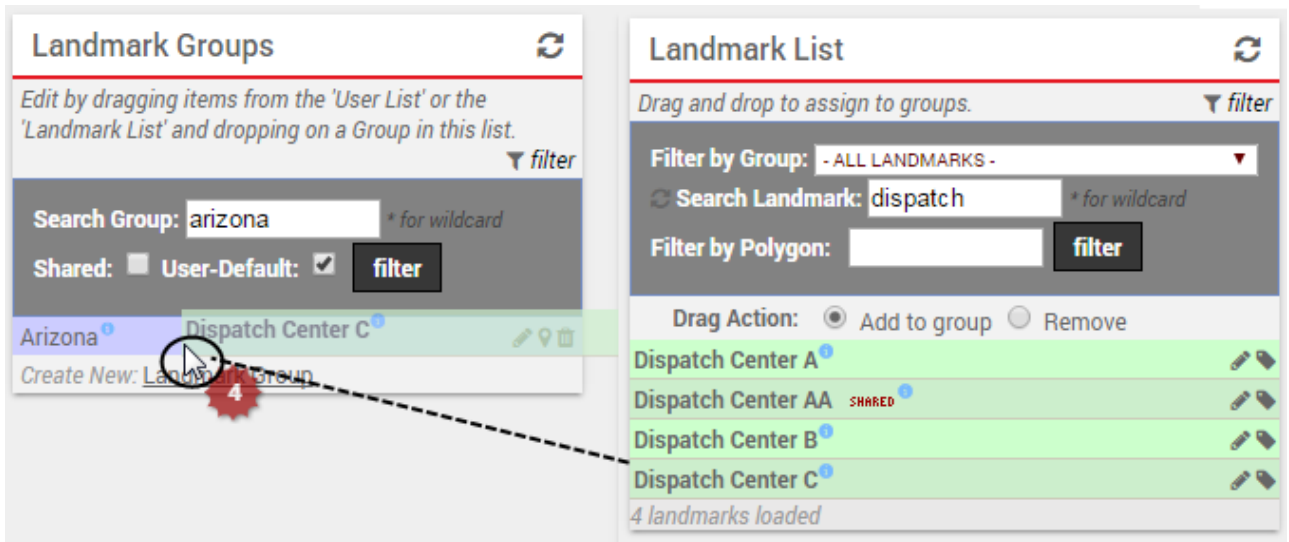 Landmark Groups
Edit by dragging items from the 'User List' or the
'Landmark List' and dropping on a Group in this list.
filter
Search Group: arizona * for wildcard
Shared: User-Default: filter
Arizona Dispatch Center C
Create New: Landmark Group
4
Landmark List
Drag and drop to assign to groups. filter
Filter by Group: - ALL LANDMARKS -
Search Landmark: dispatch * for wildcard
Filter by Polygon: filter
Drag Action: Add to group Remove
Dispatch Center A
Dispatch Center AA SHARED
Dispatch Center B
Dispatch Center C
4 landmarks loaded